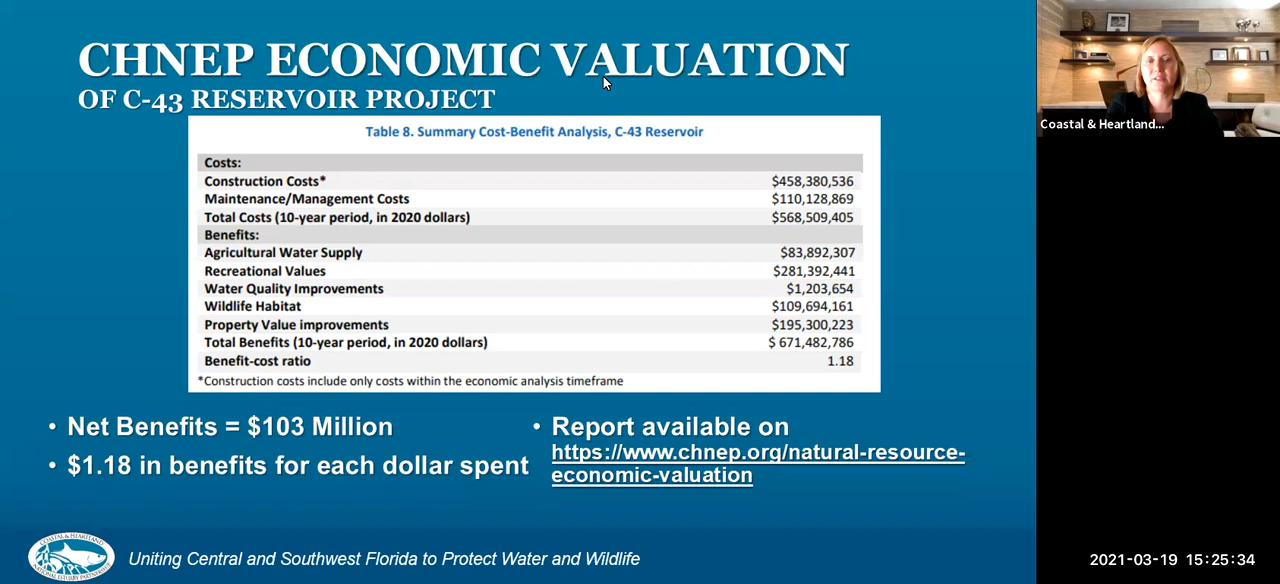 CHNEP ECONOMIC VALUATION
OF C-43 RESERVOIR PROJECT
Table 8. Summary Cost-Benefit Analysis, C-43 Reservoir
Costs:
Construction Costs* $458,380,536
Maintenance/Management Costs $110,128,869
Total Costs (10-year period, in 2020 dollars) $568,509,405
Benefits:
Agricultural Water Supply $83,892,307
Recreational Values $281,392,441
Water Quality Improvements $1,203,654
Wildlife Habitat $109,694,161
Property Value improvements $195,300,223
Total Benefits (10-year period, in 2020 dollars) $ 671,482,786
Benefit-cost ratio 1.18
*Construction costs include only costs within the economic analysis timeframe
• Net Benefits = $103 Million
• $1.18 in benefits for each dollar spent
• Report available on
https://www.chnep.org/natural-resource-
economic-valuation
COASTAL & HEARTLAND
NATIONAL ESTUARY PARTNERSHIP
Uniting Central and Southwest Florida to Protect Water and Wildlife
Coastal & Heartland...
2021-03-19 15:25:34